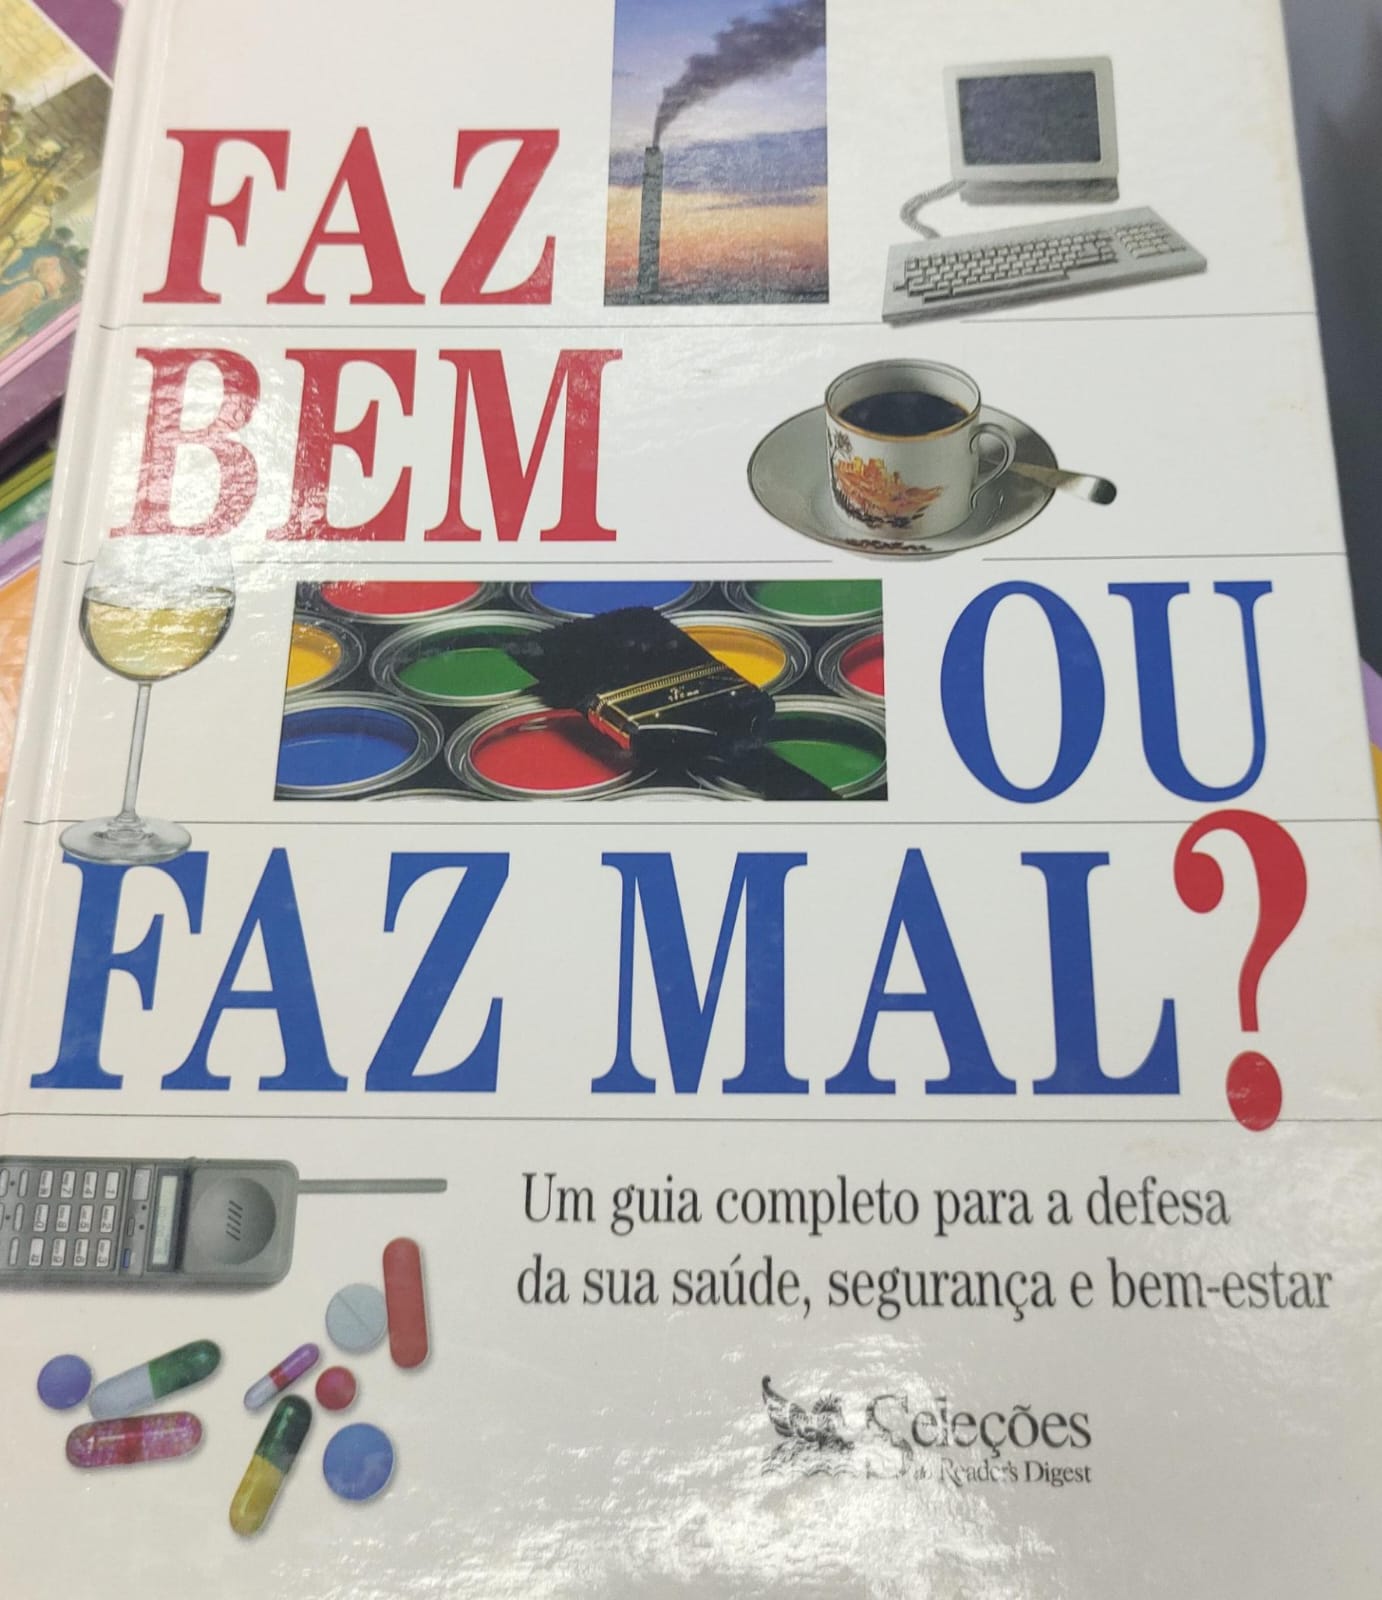 FAZ
BEM
OU
FAZ MAL?
Um guia completo para a defesa
da sua saúde, segurança e bem-estar
Seleções
do Reader's Digest